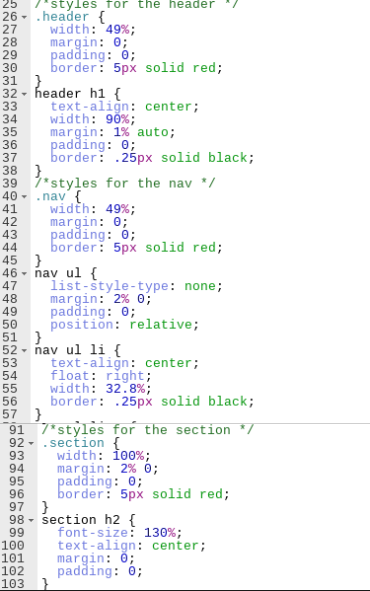 25 /*styles for the header */
26 .header {
27 width: 49%;
28 margin: 0;
29 padding: 0;
30 border: 5px solid red;
31 }
32 header h1 {
33 text-align: center;
34 width: 90%;
35 margin: 1% auto;
36 padding: 0;
37 border: .25px solid black;
38 }
39 /*styles for the nav */
40 .nav {
41 width: 49%;
42 margin: 0;
43 padding: 0;
44 border: 5px solid red;
45 }
46 nav ul {
47 list-style-type: none;
48 margin: 2% 0;
49 padding: 0;
50 position: relative;
51 }
52 nav ul li {
53 text-align: center;
54 float: right;
55 width: 32.8%;
56 border: .25px solid black;
57 }
91 /*styles for the section */
92 .section {
93 width: 100%;
94 margin: 2% 0;
95 padding: 0;
96 border: 5px solid red;
97 }
98 section h2 {
99 font-size: 130%;
100 text-align: center;
101 margin: 0;
102 padding: 0;
103 }